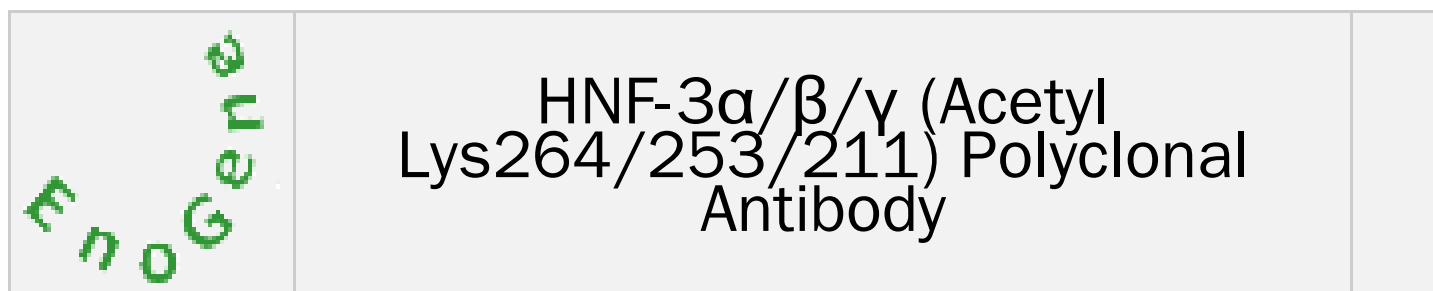 EnoGene
HNF-3α/β/γ (Acetyl
Lys264/253/211) Polyclonal
Antibody